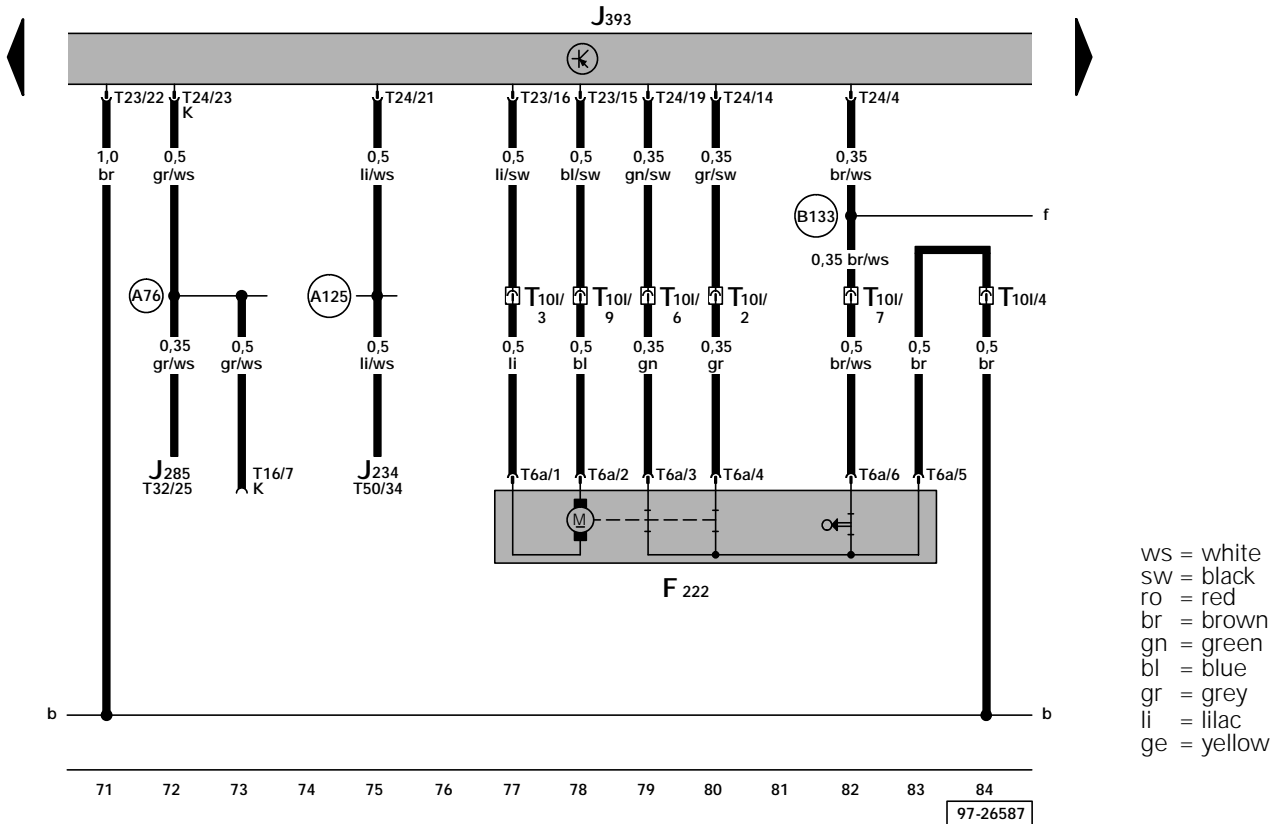 J393
T23/22 T24/23 T24/21 T23/16 T23/15 T24/19 T24/14 T24/4
K
1,0 0,5 0,5 0,5 0,5 0,35 0,35 0,35
br gr/ws li/ws li/sw bl/sw gn/sw gr/sw br/ws
B133 f
0,35 br/ws
A76 A125 T10l/ T10l/ T10l/ T10l/ T10l/ T10l/4
3 9 6 2 7
0,35 0,5 0,5 0,5 0,5 0,35 0,35 0,5 0,5 0,5
gr/ws gr/ws li/ws li bl gn gr br/ws br br
J285 T16/7 J234 T6a/1 T6a/2 T6a/3 T6a/4 T6a/6 T6a/5
T32/25 K T50/34
M
F 222
ws = white
sw = black
ro = red
br = brown
gn = green
bl = blue
gr = grey
li = lilac
ge = yellow
b b
71 72 73 74 75 76 77 78 79 80 81 82 83 84
97-26587